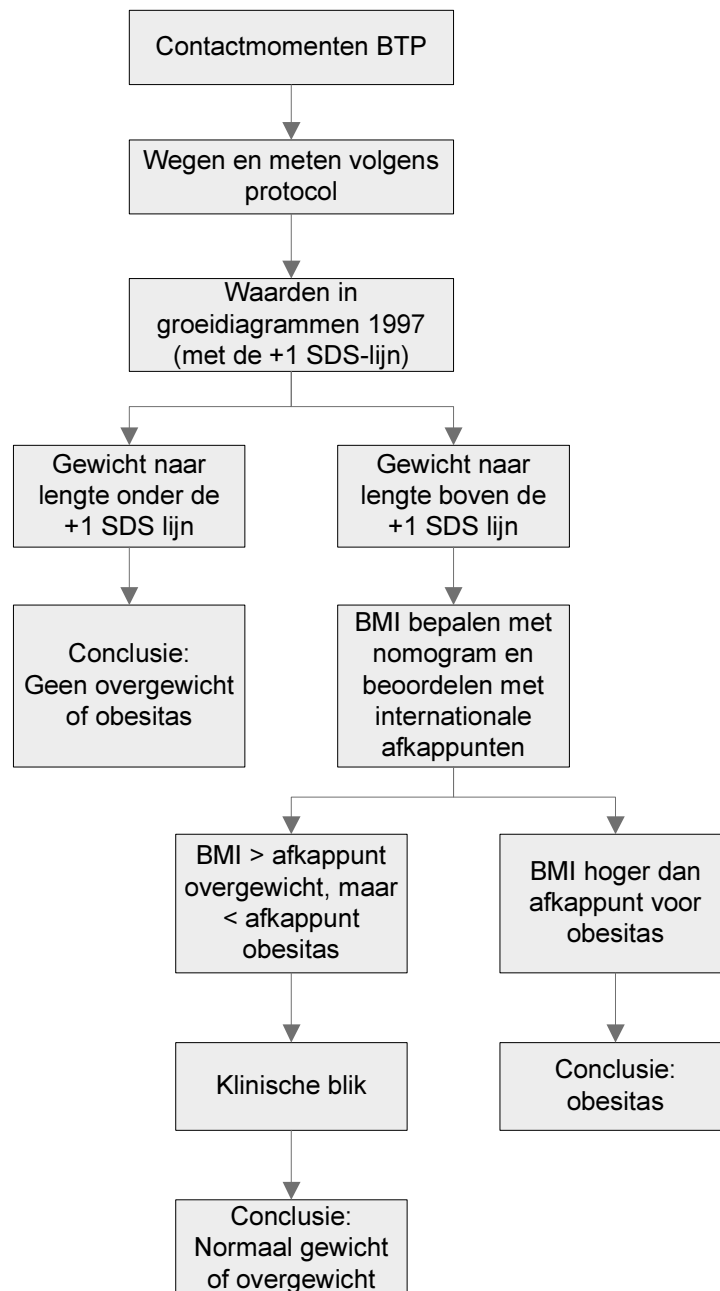 Contactmomenten BTP
Wegen en meten volgens
protocol
Waarden in
groeidiagrammen 1997
(met de +1 SDS-lijn)
Gewicht naar
lengte onder de
+1 SDS lijn
Gewicht naar
lengte boven de
+1 SDS lijn
Conclusie:
Geen overgewicht
of obesitas
BMI bepalen met
nomogram en
beoordelen met
internationale
afkappunten
BMI > afkappunt
overgewicht, maar
< afkappunt
obesitas
BMI hoger dan
afkappunt voor
obesitas
Klinische blik
Conclusie:
obesitas
Conclusie:
Normaal gewicht
of overgewicht